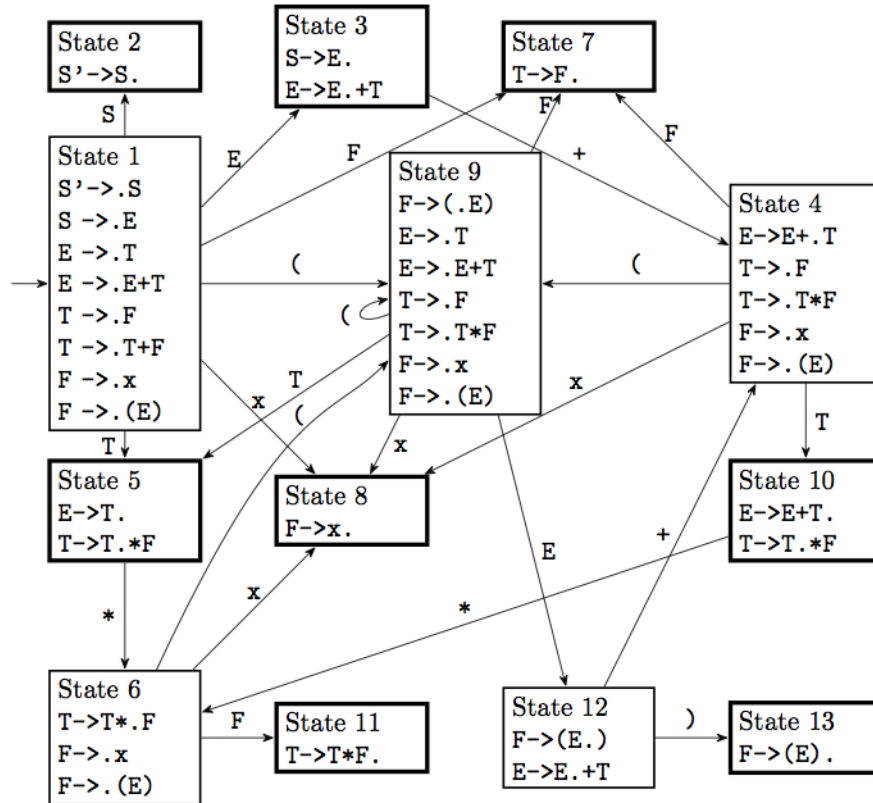 State 2
S'->S.
State 3
S->E.
E->E.+T
State 7
T->F.
S
E
F
F
+
F
State 1
S'->.S
S ->.E
E ->.T
E ->.E+T
T ->.F
T ->.T+F
F ->.x
F ->.(E)
State 9
F->(.E)
E->.T
E->.E+T
T->.F
T->.T*F
F->.x
F->.(E)
State 4
E->E+.T
T->.F
T->.T*F
F->.x
F->.(E)
(
(
(
T
x
(
x
x
T
T
State 5
E->T.
T->T.*F
State 8
F->x.
State 10
E->E+T.
T->T.*F
E
+
*
x
*
State 6
T->T*.F
F->.x
F->.(E)
F
State 11
T->T*F.
State 12
F->(E.)
E->E.+T
)
State 13
F->(E).